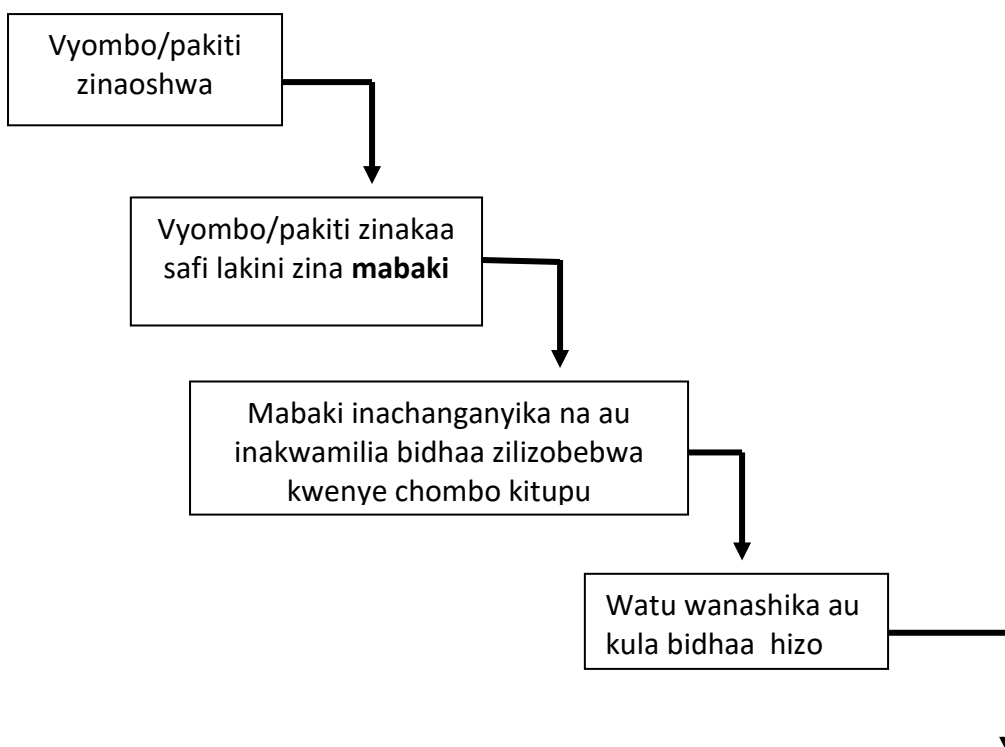 Vyombo/pakiti
zinaoshwa
Vyombo/pakiti zinakaa
safi lakini zina mabaki
Mabaki inachanganyika na au
inakwamilia bidhaa zilizobebwa
kwenye chombo kitupu
Watu wanashika au
kula bidhaa hizo